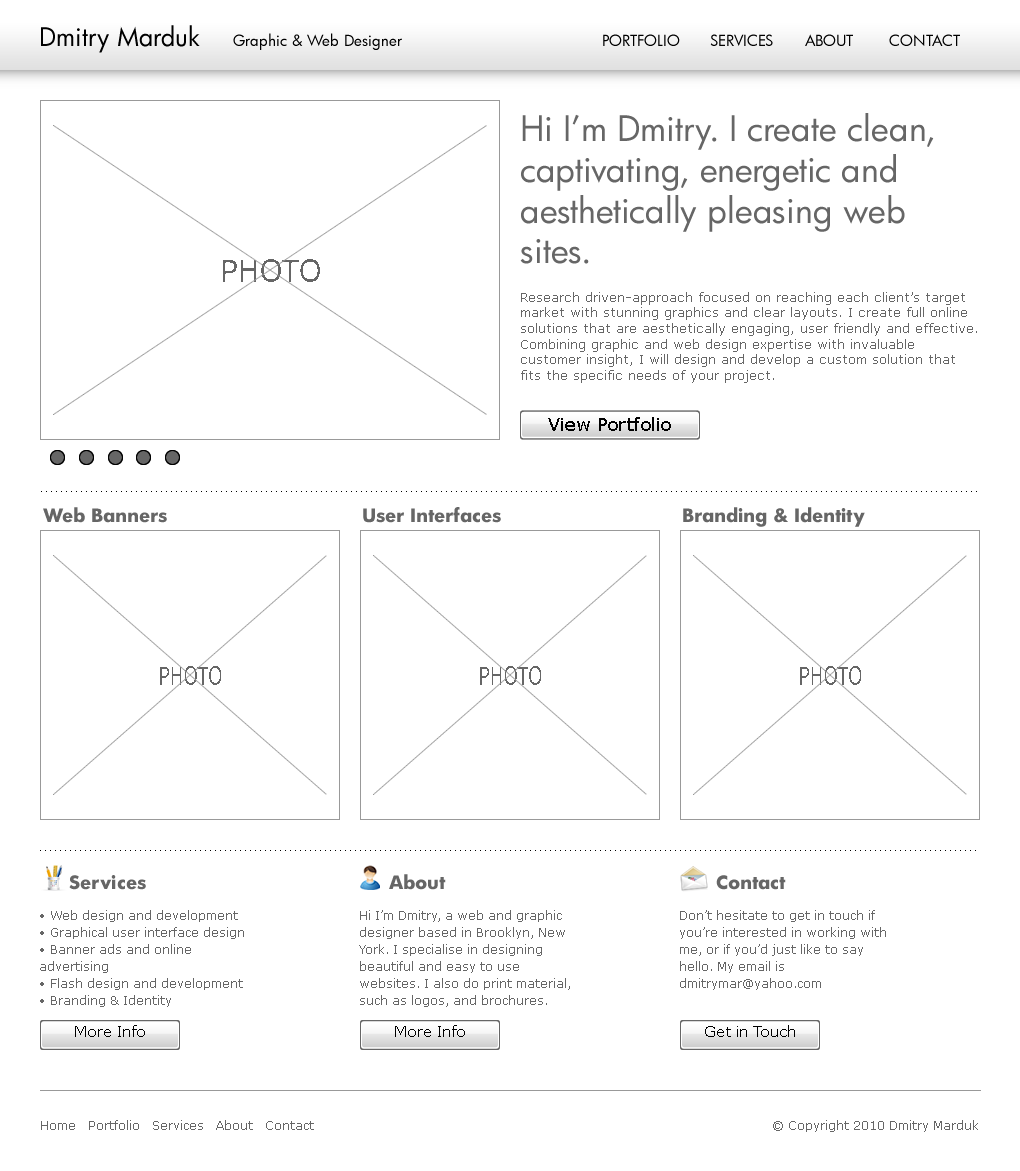 Dmitry Marduk Graphic & Web Designer PORTFOLIO SERVICES ABOUT CONTACT
PHOTO
Hi I'm Dmitry. I create clean,
captivating, energetic and
aesthetically pleasing web
sites.
Research driven-approach focused on reaching each client's target
market with stunning graphics and clear layouts. I create full online
solutions that are aesthetically engaging, user friendly and effective.
Combining graphic and web design expertise with invaluable
customer insight, I will design and develop a custom solution that
fits the specific needs of your project.
View Portfolio
Web Banners
PHOTO
User Interfaces
PHOTO
Branding & Identity
PHOTO
Services
• Web design and development
• Graphical user interface design
• Banner ads and online
advertising
• Flash design and development
• Branding & Identity
More Info
About
Hi I'm Dmitry, a web and graphic
designer based in Brooklyn, New
York. I specialise in designing
beautiful and easy to use
websites. I also do print material,
such as logos, and brochures.
More Info
Contact
Don't hesitate to get in touch if
you're interested in working with
me, or if you'd just like to say
hello. My email is
dmitrymar@yahoo.com
Get in Touch
Home Portfolio Services About Contact © Copyright 2010 Dmitry Marduk